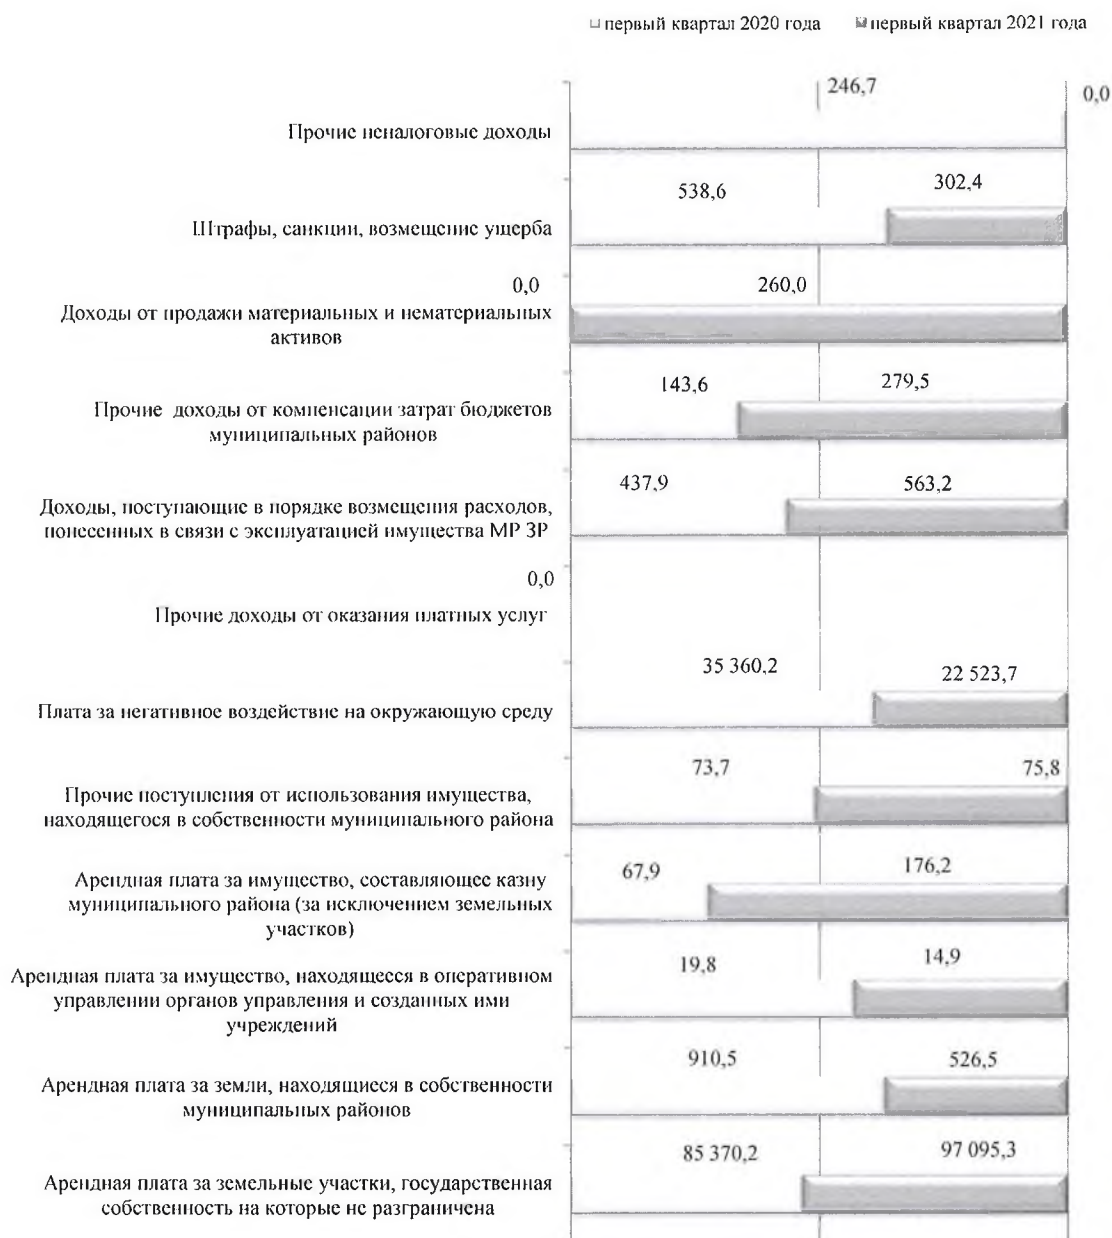 первый квартал 2020 года первый квартал 2021 года
246,7 0,0
Прочие неналоговые доходы
538,6 302,4
Штрафы, санкции, возмещение ущерба
0,0 260,0
Доходы от продажи материальных и нематериальных
активов
143,6 279,5
Прочие доходы от компенсации затрат бюджетов
муниципальных районов
437,9 563,2
Доходы, поступающие в порядке возмещения расходов,
понесенных в связи с эксплуатацией имущества МР ЗР
0,0
Прочие доходы от оказания платных услуг
35 360,2 22 523,7
Плата за негативное воздействие на окружающую среду
73,7 75,8
Прочие поступления от использования имущества,
находящегося в собственности муниципального района
67,9 176,2
Арендная плата за имущество, составляющее казну
муниципального района (за исключением земельных
участков)
19,8 14,9
Арендная плата за имущество, находящееся в оперативном
управлении органов управления и созданных ими
учреждений
910,5 526,5
Арендная плата за земли, находящиеся в собственности
муниципальных районов
85 370,2 97 095,3
Арендная плата за земельные участки, государственная
собственность на которые не разграничена